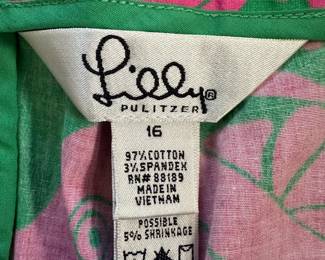 Lilly®
PULITZER
16
97% COTTON
3% SPANDEX
RN# 88189
MADE IN
VIETNAM
POSSIBLE
5% SHRINKAGE